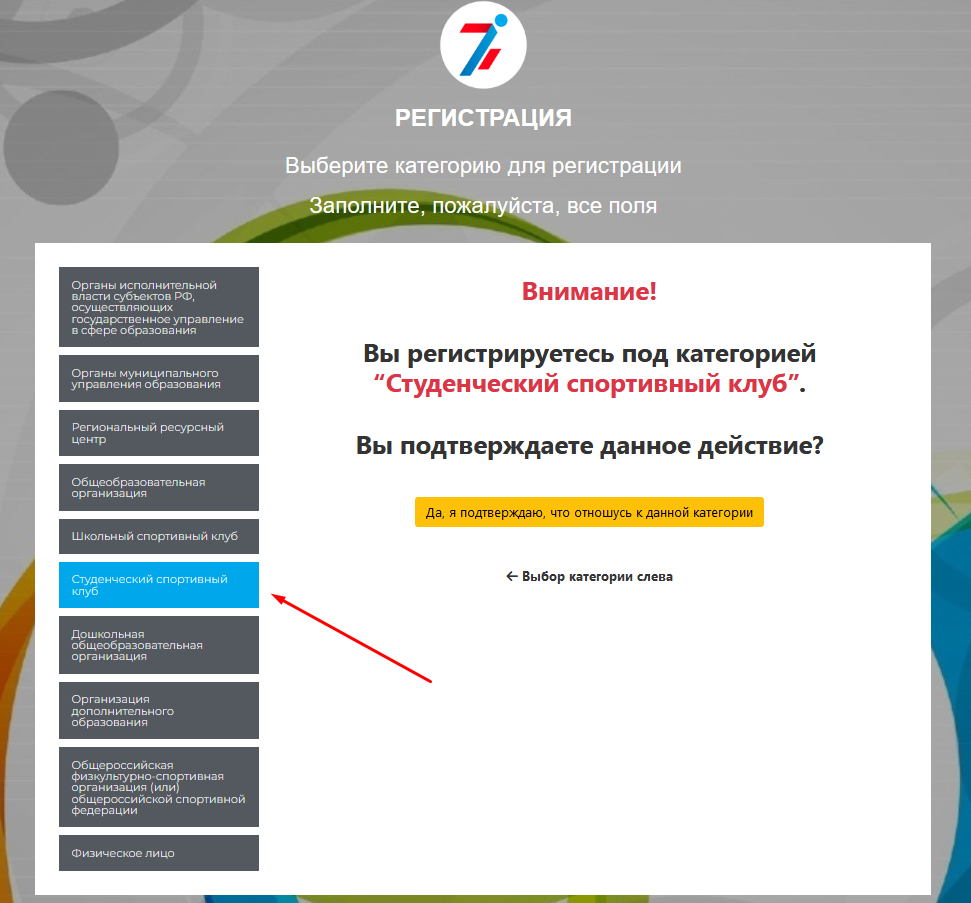 РЕГИСТРАЦИЯ
Выберите категорию для регистрации
Заполните, пожалуйста, все поля
Органы исполнительной
власти субъектов РФ,
осуществляющих
государственное управление
в сфере образования
Органы муниципального
управления образования
Региональный ресурсный
центр
Общеобразовательная
организация
Школьный спортивный клуб
Студенческий спортивный
клуб
Дошкольная
общеобразовательная
организация
Организация
дополнительного
образования
Общероссийская
физкультурно-спортивная
организация (или)
общероссийской спортивной
федерации
Физическое лицо
Внимание!
Вы регистрируетесь под категорией
“Студенческий спортивный клуб”.
Вы подтверждаете данное действие?
Да, я подтверждаю, что отношусь к данной категории
← Выбор категории слева